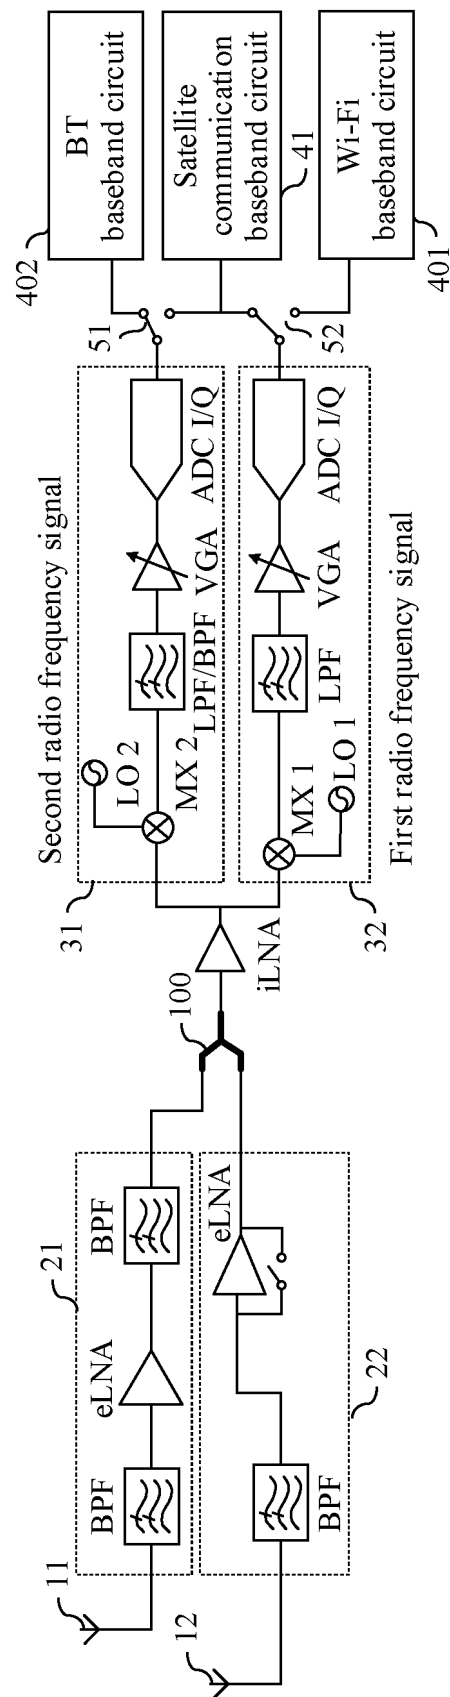 11
21
BPF
eLNA
BPF
12
BPF
eLNA
22
100
iLNA
Second radio frequency signal
31
LO 2
MX 2
LPF/BPF
VGA
ADC I/Q
32
MX 1
LO 1
LPF
VGA
ADC I/Q
First radio frequency signal
51
52
402
BT
baseband circuit
Satellite
communication
baseband circuit
41
Wi-Fi
baseband circuit
401